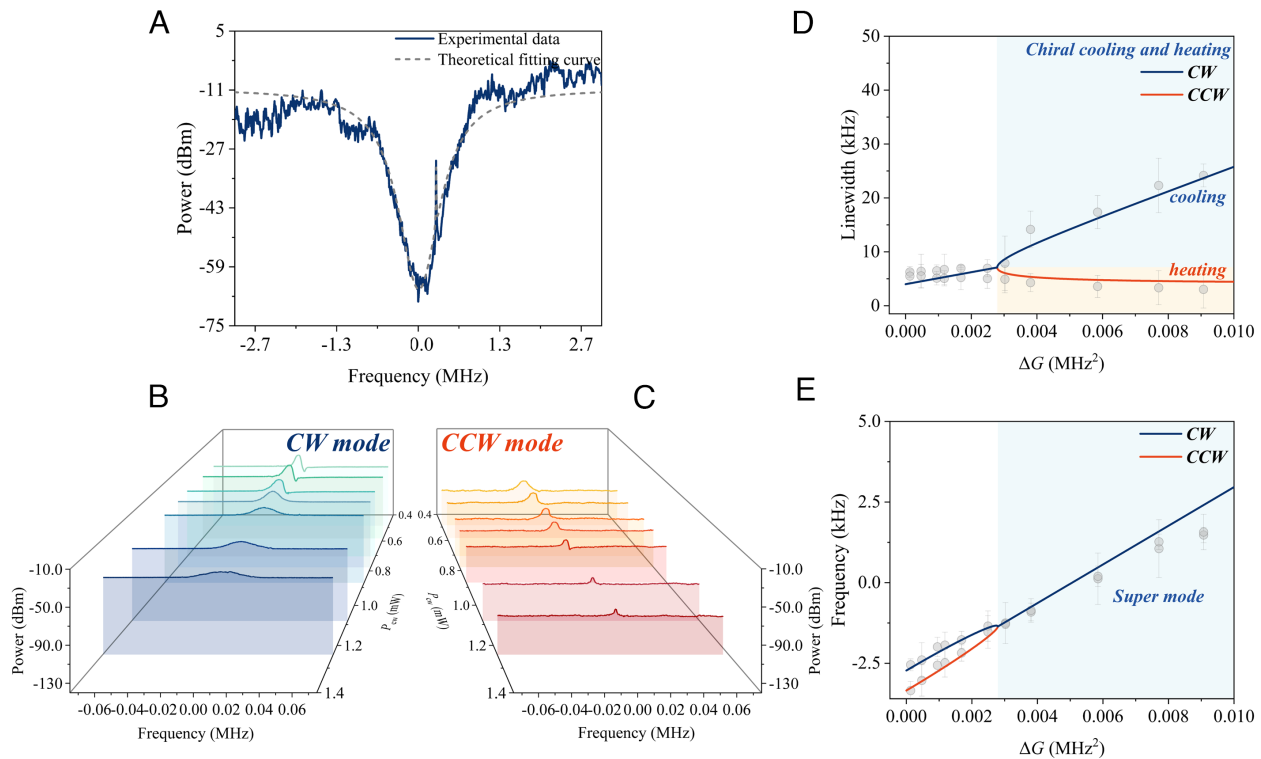 A
5
-11
-27
-43
-59
-75
Power (dBm)
Experimental data
Theoretical fitting curve
-2.7
-1.3
0.0
1.3
2.7
Frequency (MHz)
B
CW mode
-10.0
-50.0
-90.0
-130
Power (dBm)
0.4
0.6
0.8
1.0
1.2
1.4
P_cw (mW)
-0.06 -0.04 -0.02 0.00 0.02 0.04 0.06
Frequency (MHz)
C
CCW mode
0.4
0.6
0.8
1.0
1.2
1.4
P_cw (mW)
-10.0
-50.0
-90.0
-130
Power (dBm)
-0.06 -0.04 -0.02 0.00 0.02 0.04 0.06
Frequency (MHz)
D
50
40
30
20
10
0
Linewidth (kHz)
Chiral cooling and heating
CW
CCW
cooling
heating
0.000 0.002 0.004 0.006 0.008 0.010
ΔG (MHz²)
E
5.0
2.5
0.0
-2.5
Frequency (kHz)
CW
CCW
Super mode
0.000 0.002 0.004 0.006 0.008 0.010
ΔG (MHz²)